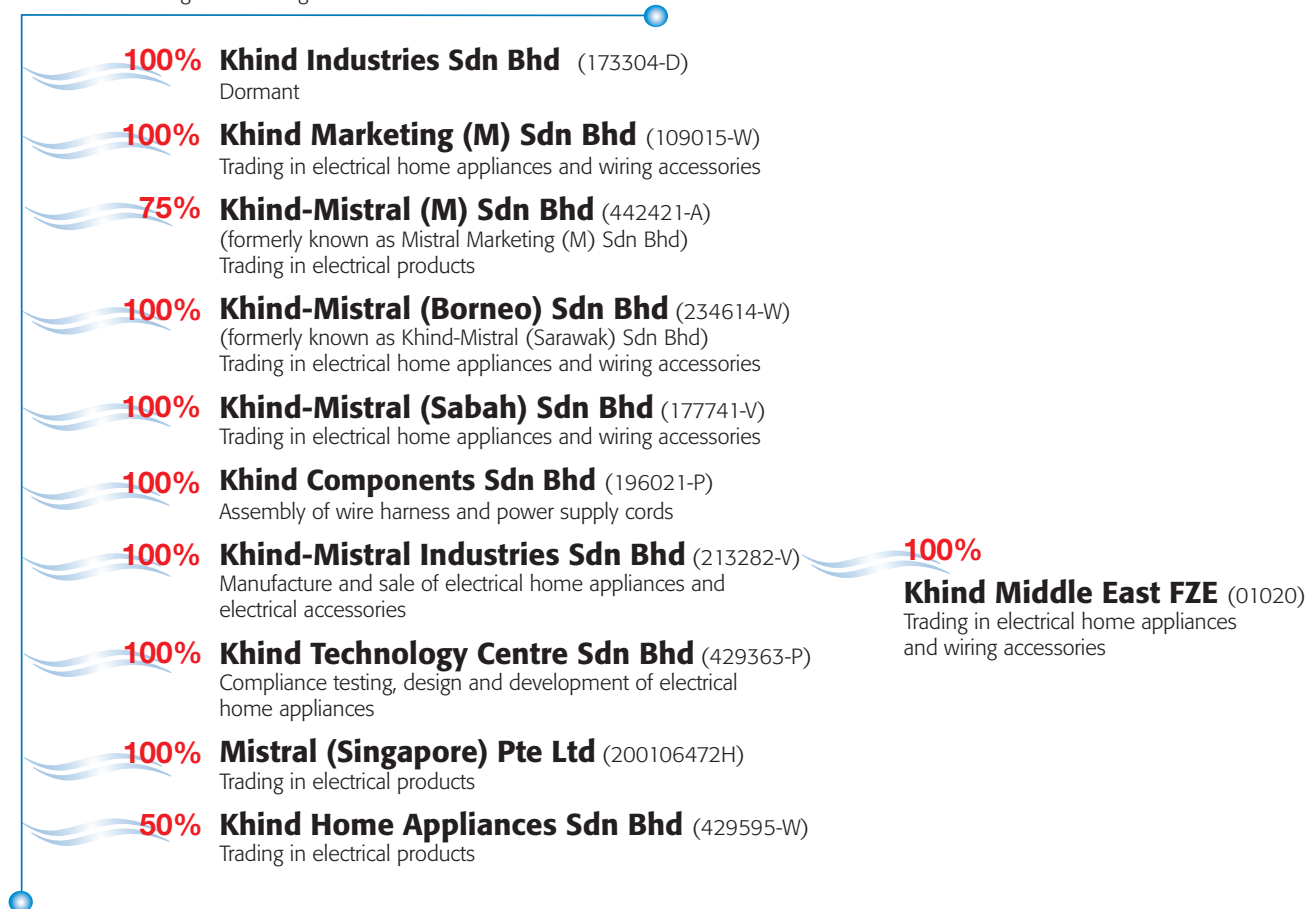 100% Khind Industries Sdn Bhd (173304-D)
Dormant
100% Khind Marketing (M) Sdn Bhd (109015-W)
Trading in electrical home appliances and wiring accessories
75% Khind-Mistral (M) Sdn Bhd (442421-A)
(formerly known as Mistral Marketing (M) Sdn Bhd)
Trading in electrical products
100% Khind-Mistral (Borneo) Sdn Bhd (234614-W)
(formerly known as Khind-Mistral (Sarawak) Sdn Bhd)
Trading in electrical home appliances and wiring accessories
100% Khind-Mistral (Sabah) Sdn Bhd (177741-V)
Trading in electrical home appliances and wiring accessories
100% Khind Components Sdn Bhd (196021-P)
Assembly of wire harness and power supply cords
100% Khind-Mistral Industries Sdn Bhd (213282-V)
Manufacture and sale of electrical home appliances and
electrical accessories
100%
Khind Middle East FZE (01020)
Trading in electrical home appliances
and wiring accessories
100% Khind Technology Centre Sdn Bhd (429363-P)
Compliance testing, design and development of electrical
home appliances
100% Mistral (Singapore) Pte Ltd (200106472H)
Trading in electrical products
50% Khind Home Appliances Sdn Bhd (429595-W)
Trading in electrical products